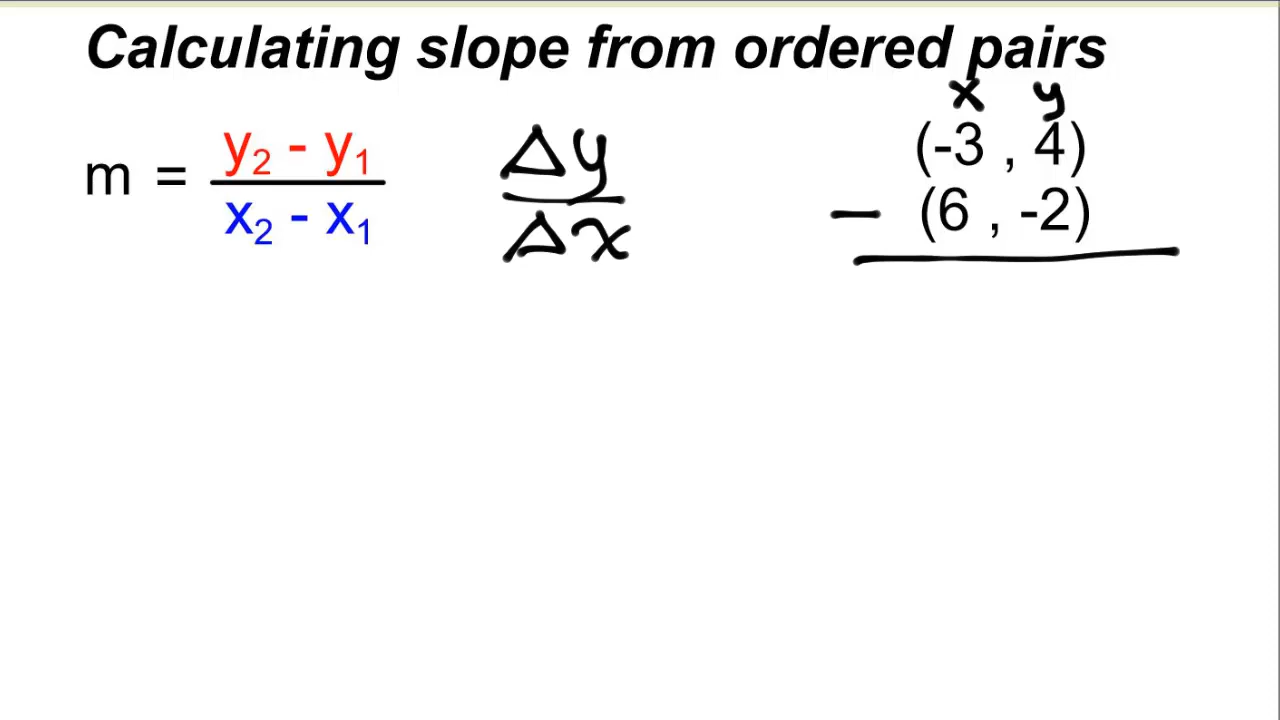 Calculating slope from ordered pairs
x y
m = y₂ - y₁ / x₂ - x₁
Δy / Δx
(-3 , 4)
— (6 , -2)